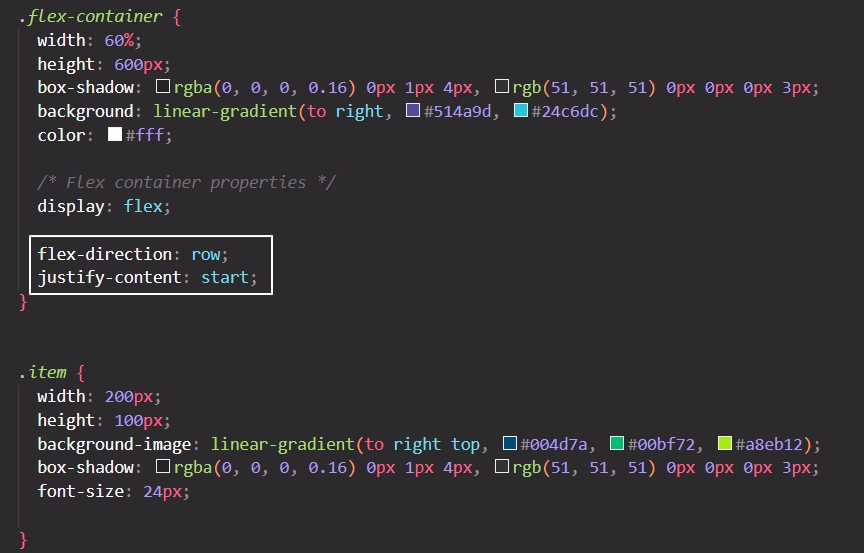 .flex-container {
width: 60%;
height: 600px;
box-shadow: rgba(0, 0, 0, 0.16) 0px 1px 4px, rgb(51, 51, 51) 0px 0px 0px 3px;
background: linear-gradient(to right, #514a9d, #24c6dc);
color: #fff;
/* Flex container properties */
display: flex;
flex-direction: row;
justify-content: start;
}
.item {
width: 200px;
height: 100px;
background-image: linear-gradient(to right top, #004d7a, #00bf72, #a8eb12);
box-shadow: rgba(0, 0, 0, 0.16) 0px 1px 4px, rgb(51, 51, 51) 0px 0px 0px 3px;
font-size: 24px;
}